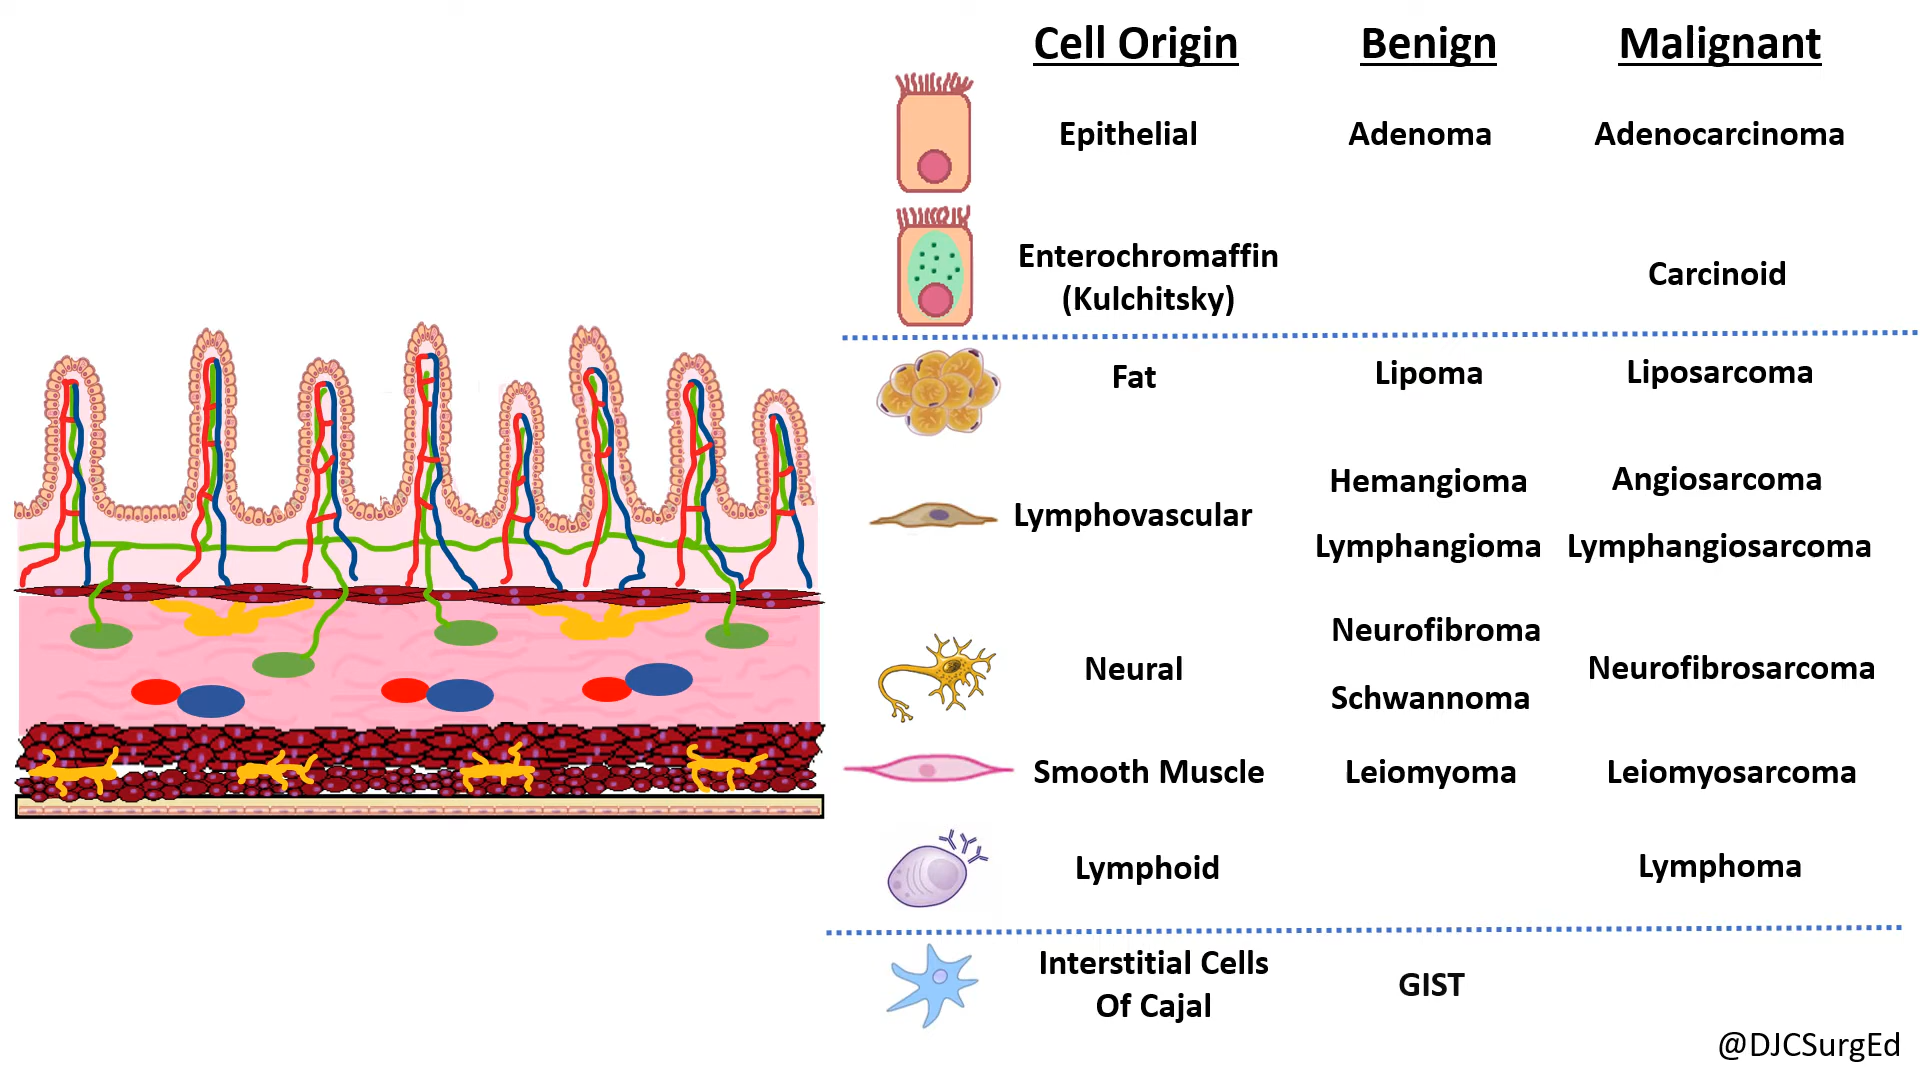 Cell Origin Benign Malignant
Epithelial Adenoma Adenocarcinoma
Enterochromaffin
(Kulchitsky) Carcinoid
Fat Lipoma Liposarcoma
Lymphovascular
Hemangioma Angiosarcoma
Lymphangioma Lymphangiosarcoma
Neural
Neurofibroma
Schwannoma
Neurofibrosarcoma
Smooth Muscle Leiomyoma Leiomyosarcoma
Lymphoid Lymphoma
Interstitial Cells
Of Cajal
GIST
@DJCSurgEd